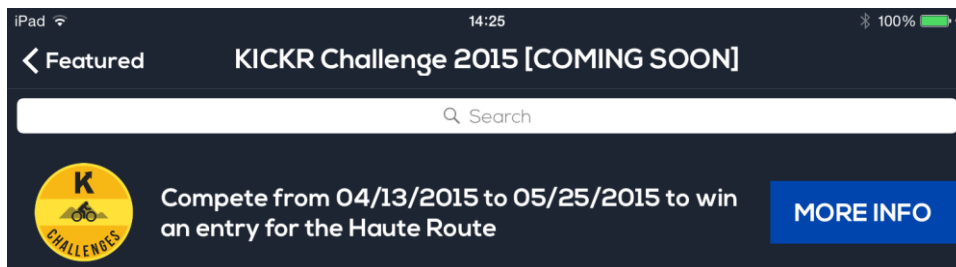 iPad 14:25 100%
Featured KICKR Challenge 2015 [COMING SOON]
Search
K
CHALLENGES
Compete from 04/13/2015 to 05/25/2015 to win
an entry for the Haute Route
MORE INFO